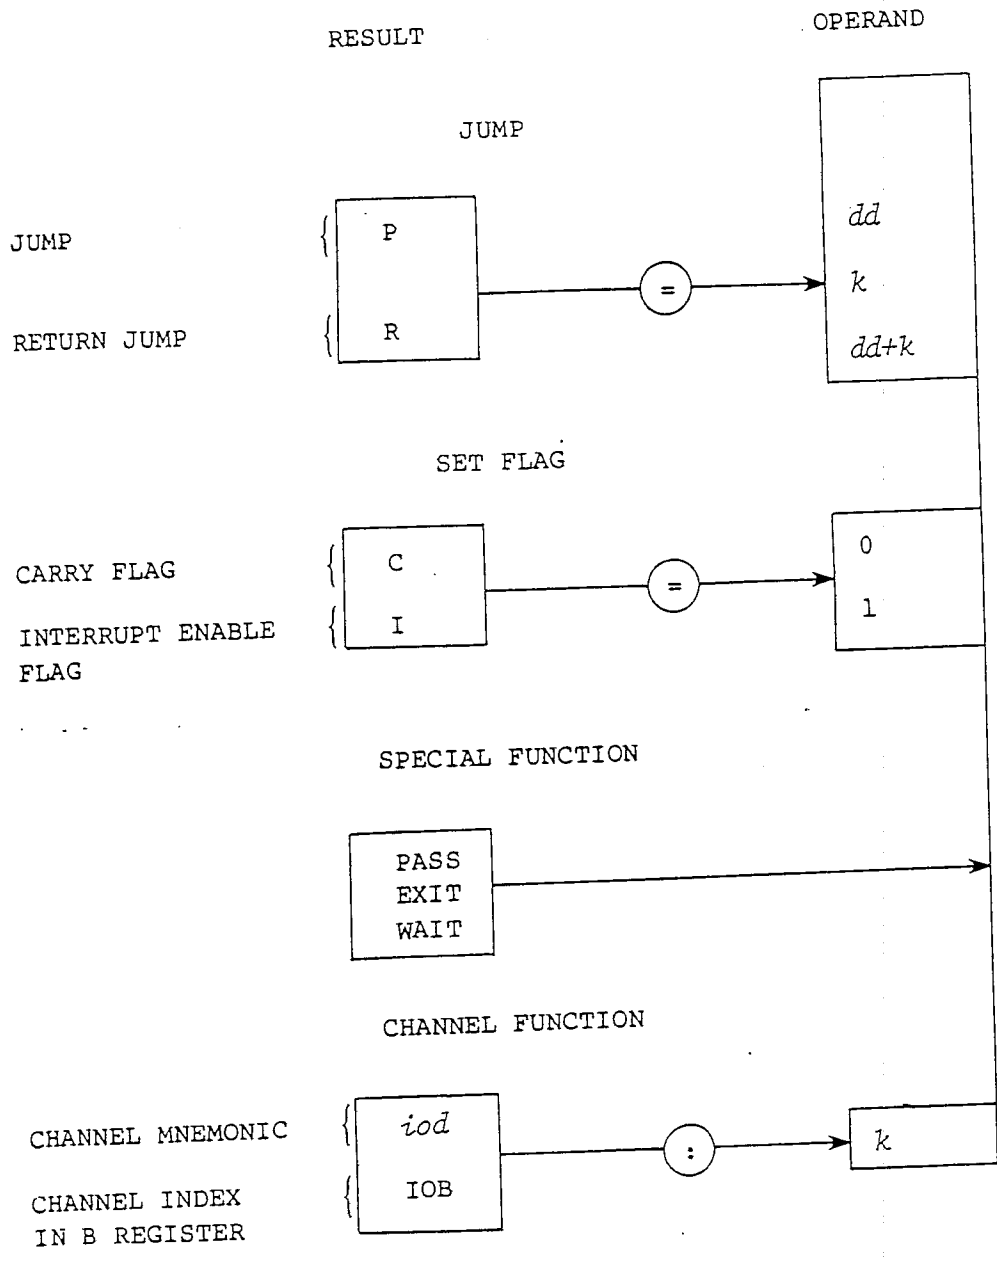 RESULT OPERAND
JUMP
JUMP { P
RETURN JUMP { R
=
dd
k
dd+k
SET FLAG
CARRY FLAG { C
INTERRUPT ENABLE { I
FLAG
=
0
1
SPECIAL FUNCTION
PASS
EXIT
WAIT
CHANNEL FUNCTION
CHANNEL MNEMONIC { iod
CHANNEL INDEX { IOB
IN B REGISTER
:
k